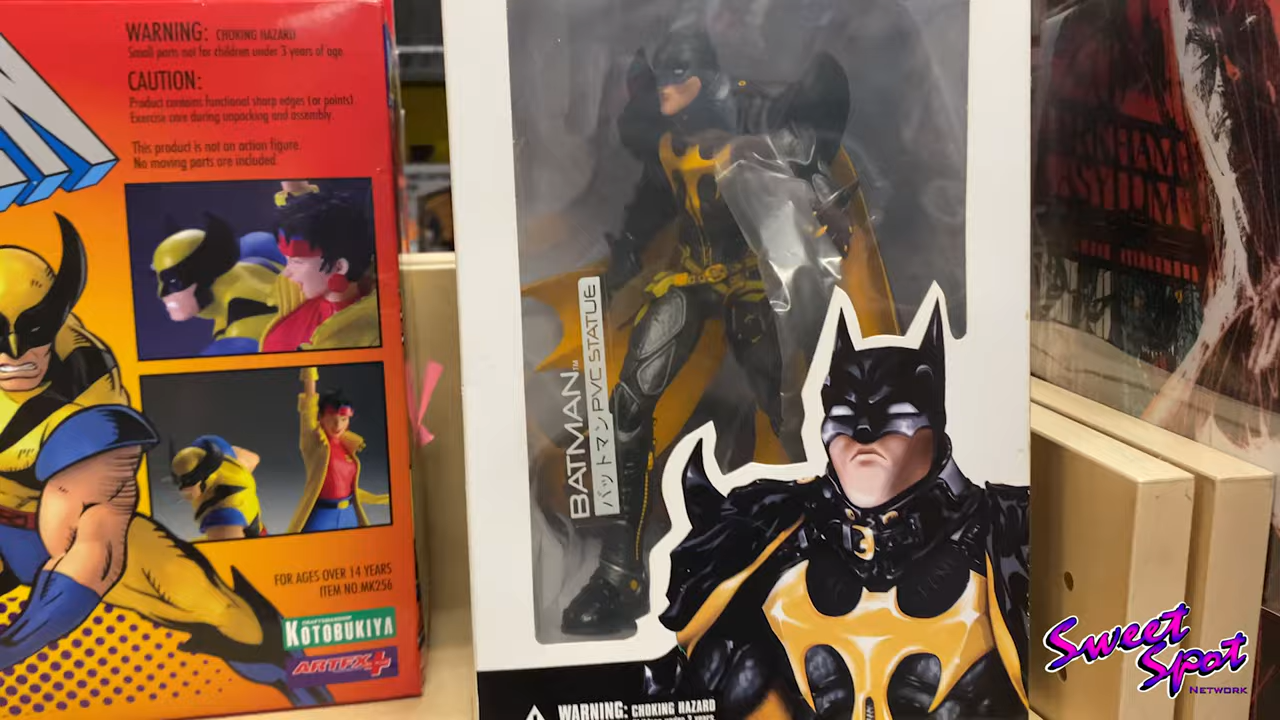 WARNING: CHOKING HAZARD
Small parts not for children under 3 years of age
CAUTION:
Product contains functional sharp edges (or points)
Exercise care during unpacking and assembly.
This product is not an action figure.
No moving parts are included.
FOR AGES OVER 14 YEARS
ITEM NO.MK256
KOTOBUKIYA
ARTFX+
BATMAN™
バットマン PVC STATUE
WARNING: CHOKING HAZARD
ARKHAM
ASYLUM
Sweet
Spot
NETWORK